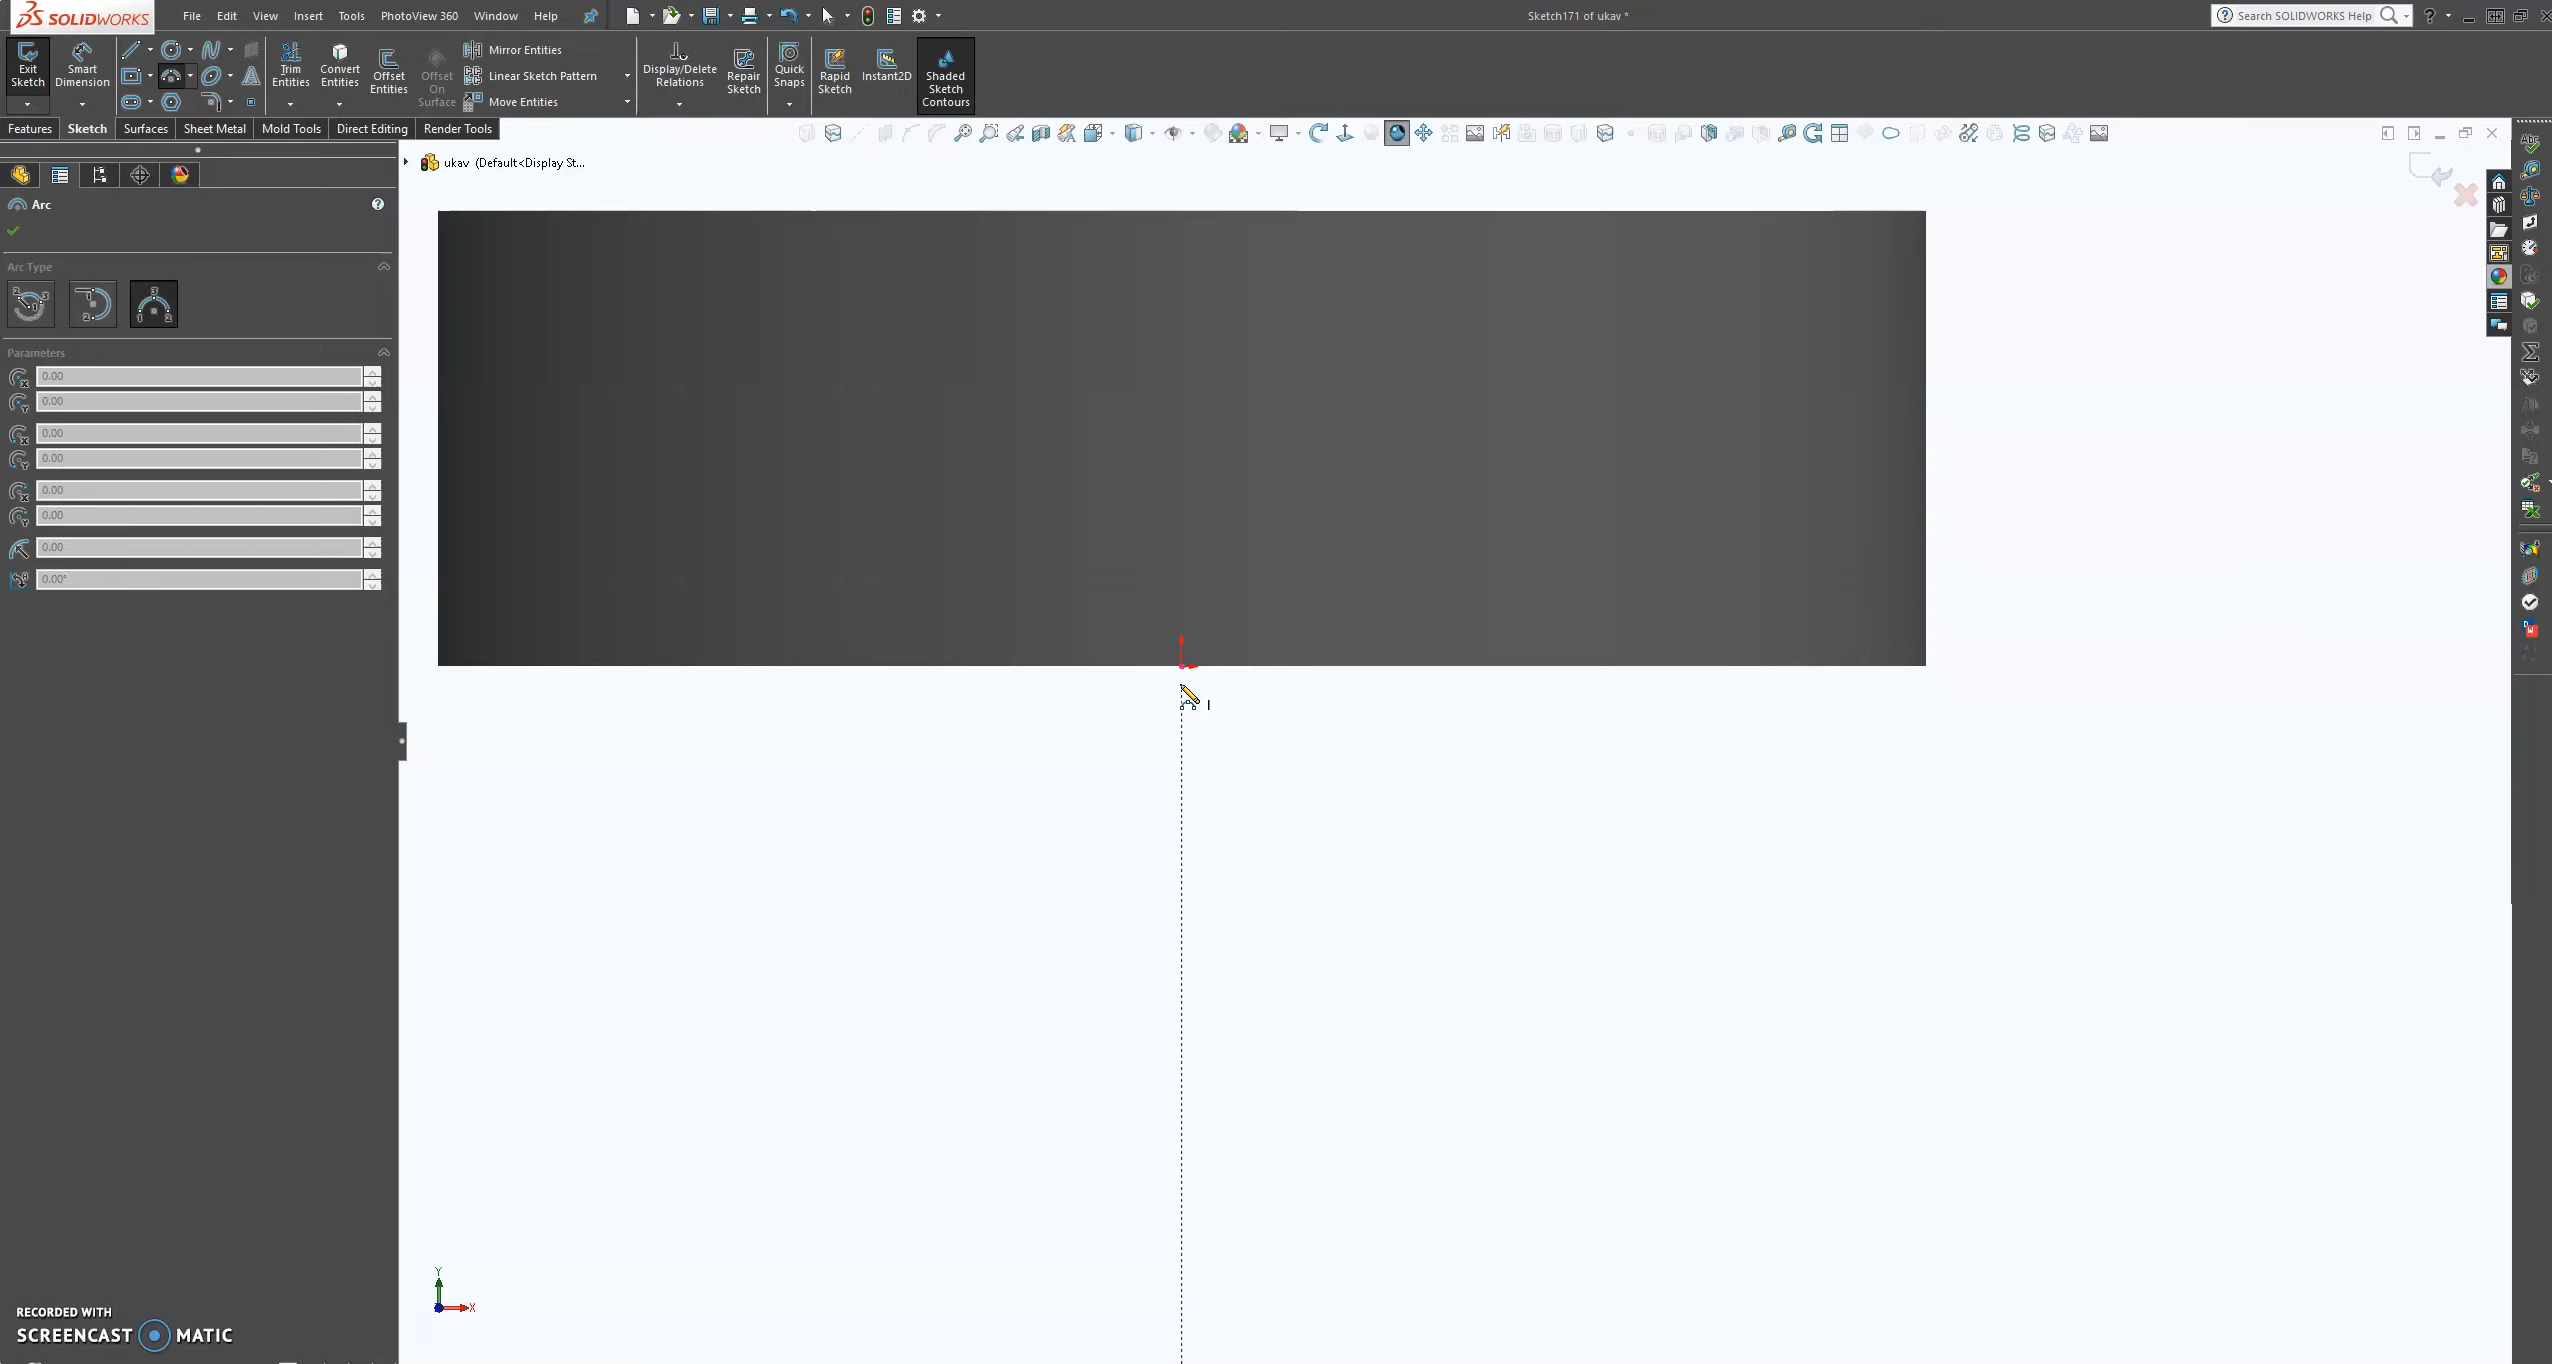 SOLIDWORKS File Edit View Insert Tools PhotoView 360 Window Help Sketch171 of ukav * Search SOLIDWORKS Help
Exit Sketch
Smart Dimension
Trim Entities
Convert Entities
Offset Entities
Offset On Surface
Mirror Entities
Linear Sketch Pattern
Move Entities
Display/Delete Relations
Repair Sketch
Quick Snaps
Rapid Sketch
Instant2D
Shaded Sketch Contours
Features Sketch Surfaces Sheet Metal Mold Tools Direct Editing Render Tools
ukav (Default<Display St...
Arc
Arc Type
Parameters
0.00
0.00
0.00
0.00
0.00
0.00
0.00
0.00°
Y
X
RECORDED WITH
SCREENCAST MATIC